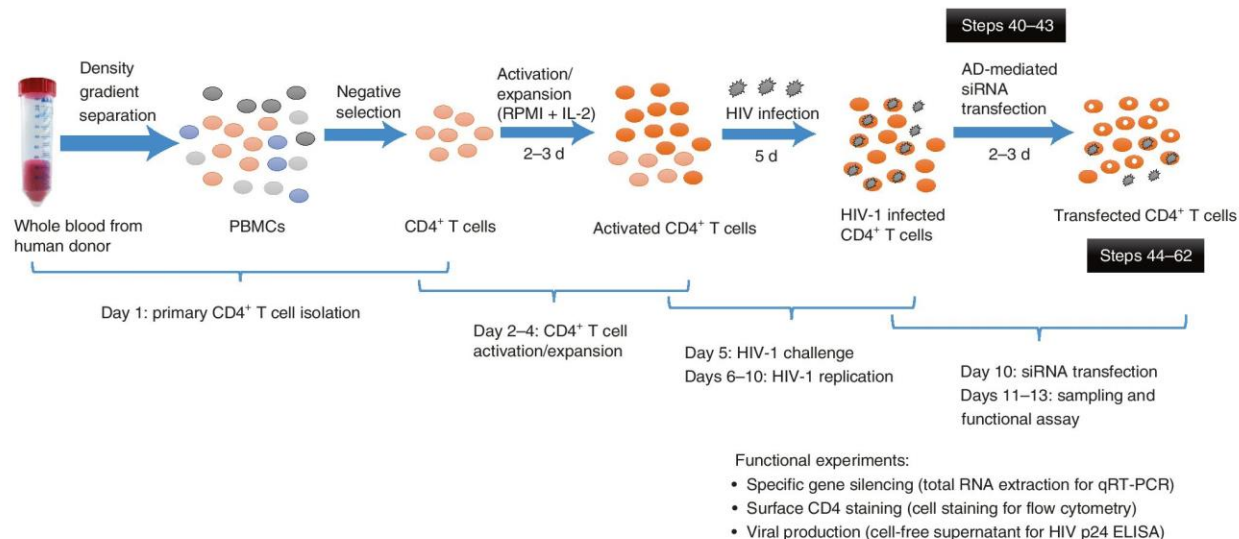 Steps 40–43
Density
gradient
separation
Negative
selection
Activation/
expansion
(RPMI + IL-2)
2–3 d
HIV infection
5 d
AD-mediated
siRNA
transfection
2–3 d
Whole blood from
human donor
PBMCs
CD4⁺ T cells
Activated CD4⁺ T cells
HIV-1 infected
CD4⁺ T cells
Transfected CD4⁺ T cells
Steps 44–62
Day 1: primary CD4⁺ T cell isolation
Day 2–4: CD4⁺ T cell
activation/expansion
Day 5: HIV-1 challenge
Days 6–10: HIV-1 replication
Day 10: siRNA transfection
Days 11–13: sampling and
functional assay
Functional experiments:
• Specific gene silencing (total RNA extraction for qRT-PCR)
• Surface CD4 staining (cell staining for flow cytometry)
• Viral production (cell-free supernatant for HIV p24 ELISA)